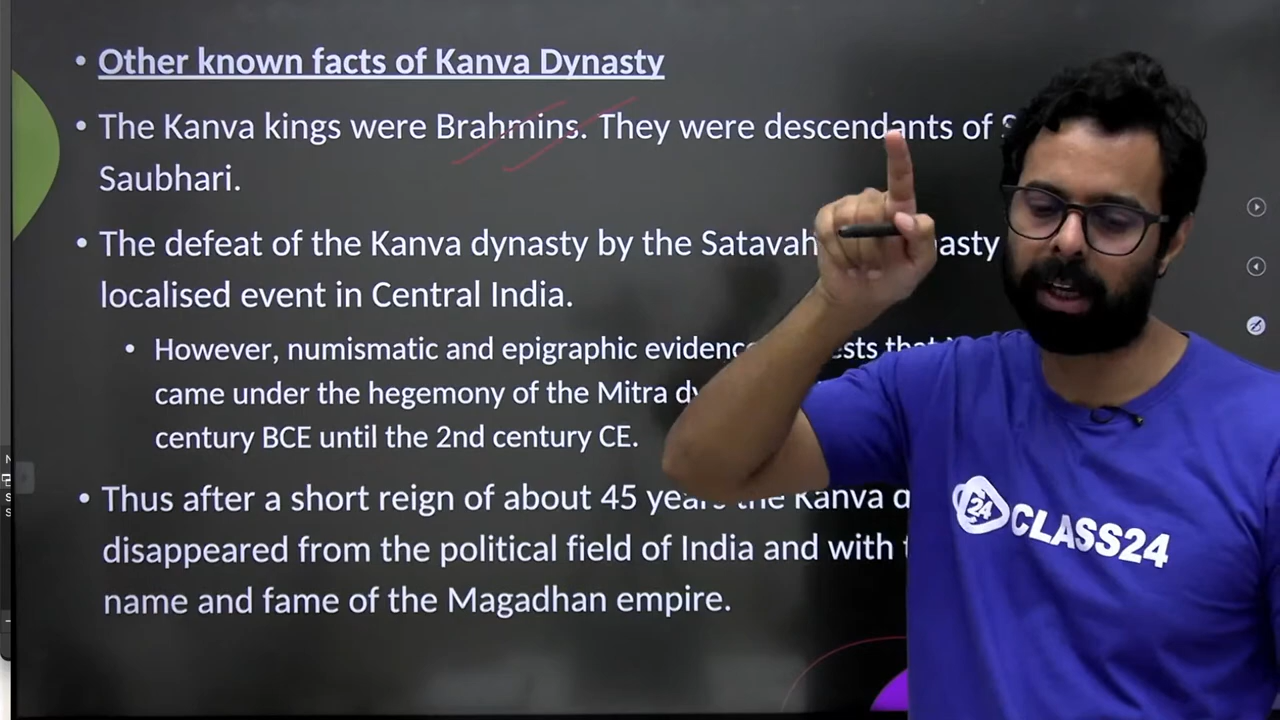 • Other known facts of Kanva Dynasty
• The Kanva kings were Brahmins. They were descendants of
Saubhari.
• The defeat of the Kanva dynasty by the
localised event in Central India.
• However, numismatic and epigraphic
came under the hegemony of the Mitra
century BCE until the 2nd century CE.
• Thus after a short reign of about 45 years the Kanva
disappeared from the political field of India and with
name and fame of the Magadhan empire.
24 CLASS24